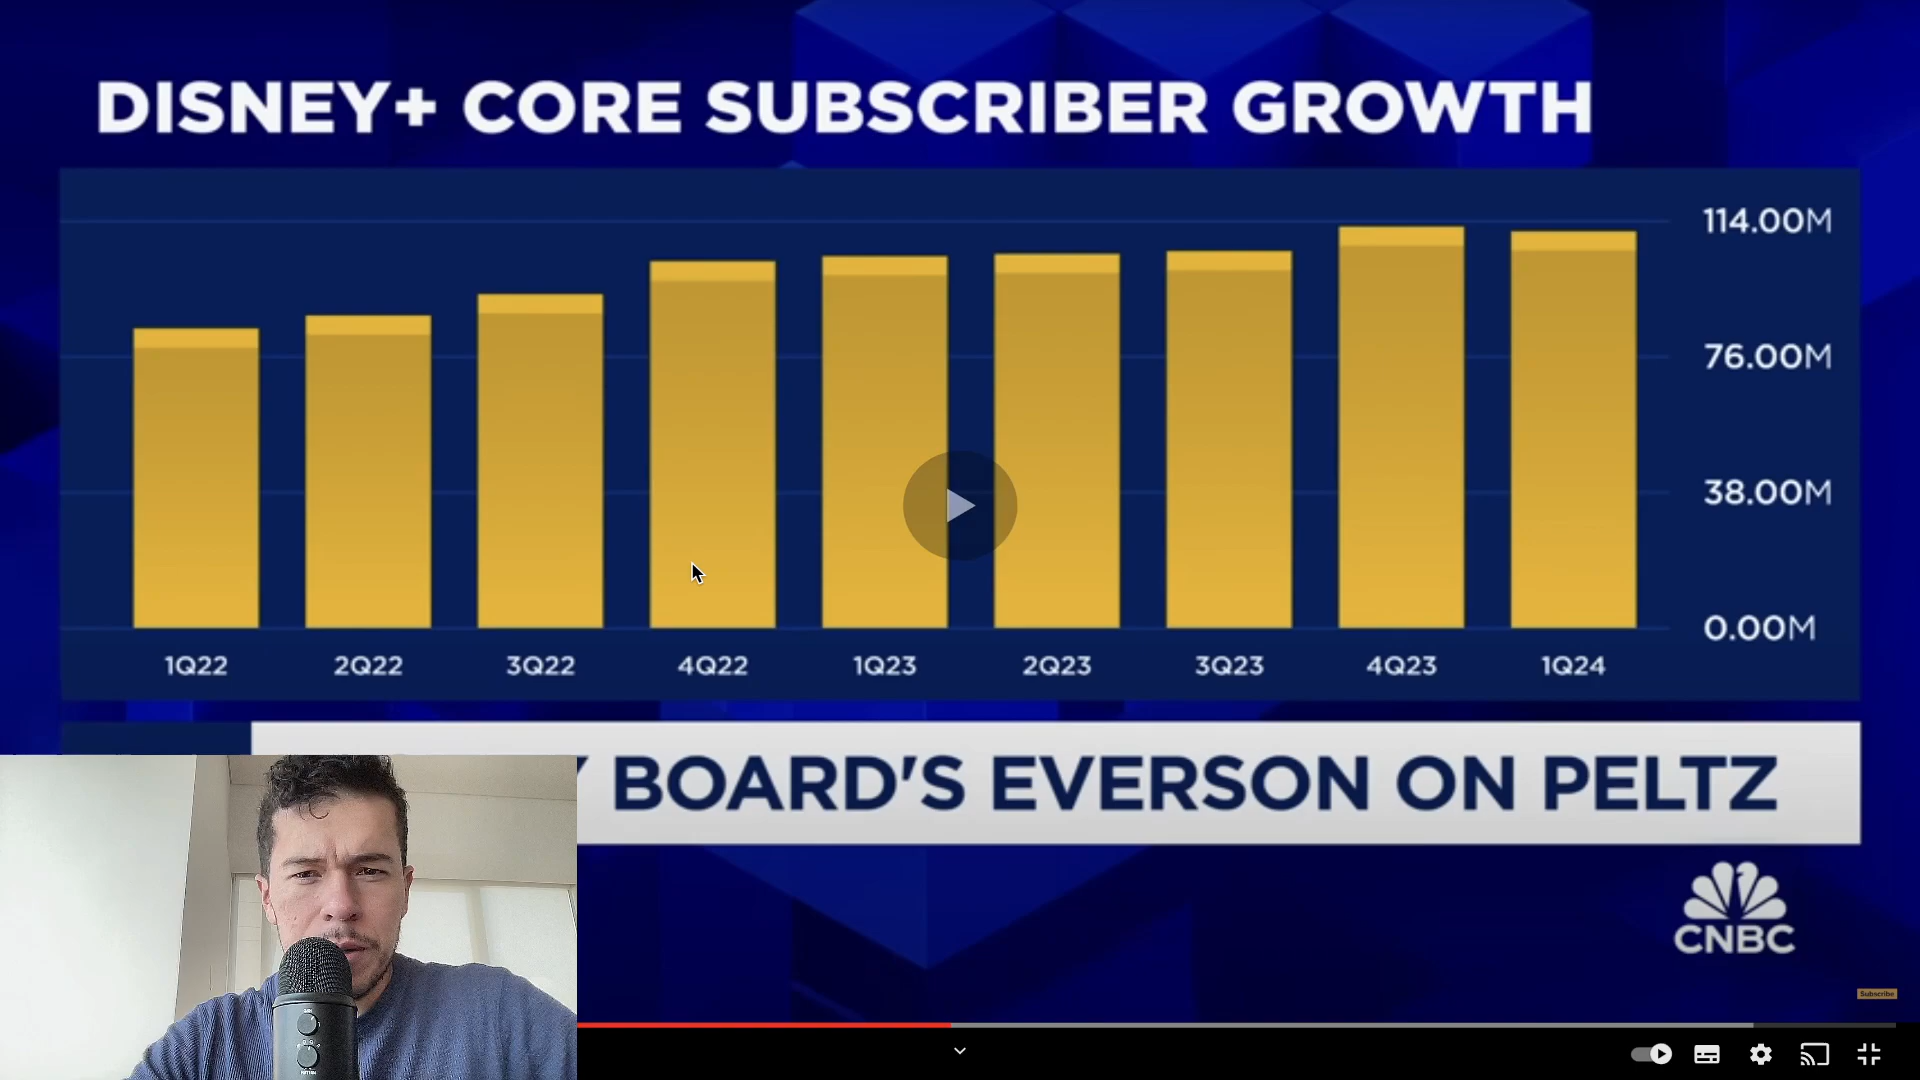 DISNEY+ CORE SUBSCRIBER GROWTH
114.00M
76.00M
38.00M
0.00M
1Q22 2Q22 3Q22 4Q22 1Q23 2Q23 3Q23 4Q23 1Q24
BOARD'S EVERSON ON PELTZ
CNBC
Subscribe